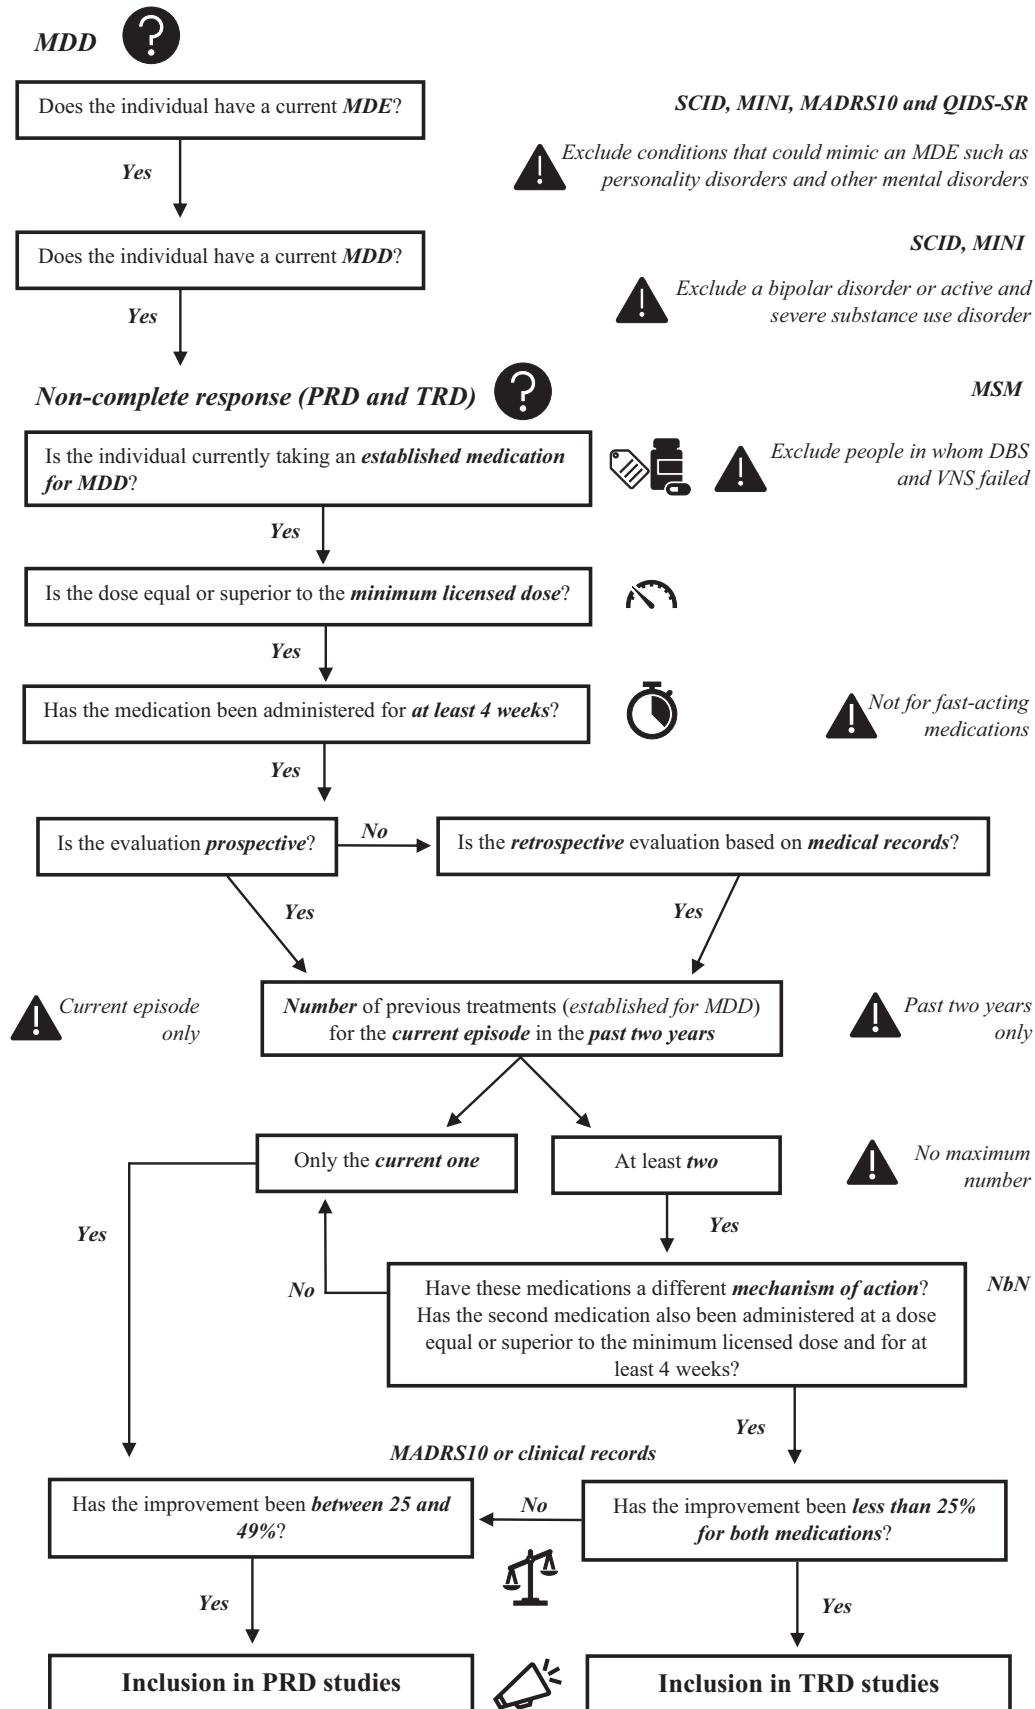 MDD
Does the individual have a current MDE?
SCID, MINI, MADRS10 and QIDS-SR
Exclude conditions that could mimic an MDE such as
personality disorders and other mental disorders
Yes
Does the individual have a current MDD?
SCID, MINI
Exclude a bipolar disorder or active and
severe substance use disorder
Yes
Non-complete response (PRD and TRD)
MSM
Is the individual currently taking an established medication
for MDD?
Exclude people in whom DBS
and VNS failed
Yes
Is the dose equal or superior to the minimum licensed dose?
Yes
Has the medication been administered for at least 4 weeks?
Not for fast-acting
medications
Yes
Is the evaluation prospective?
No
Is the retrospective evaluation based on medical records?
Yes
Yes
Current episode
only
Number of previous treatments (established for MDD)
for the current episode in the past two years
Past two years
only
Only the current one
At least two
No maximum
number
Yes
Yes
No
Have these medications a different mechanism of action?
Has the second medication also been administered at a dose
equal or superior to the minimum licensed dose and for at
least 4 weeks?
NbN
Yes
MADRS10 or clinical records
Has the improvement been between 25 and
49%?
No
Has the improvement been less than 25%
for both medications?
Yes
Yes
Inclusion in PRD studies
Inclusion in TRD studies